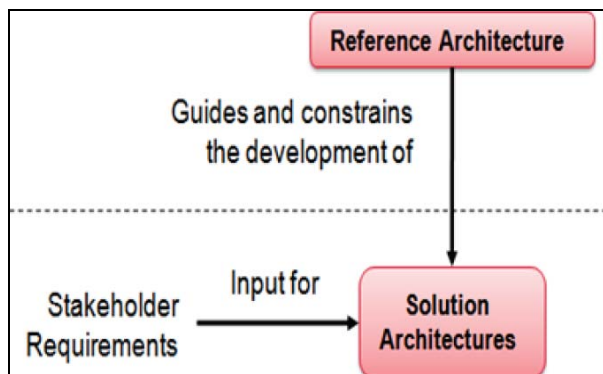 Reference Architecture
Guides and constrains
the development of
Input for
Stakeholder
Requirements
Solution
Architectures